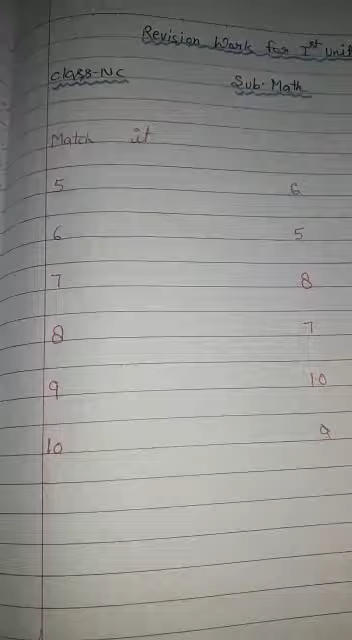 Revision Work for Ist unit
Class-NC Sub. Math
Match it
5 6
6 5
7 8
8 7
9 10
10 9